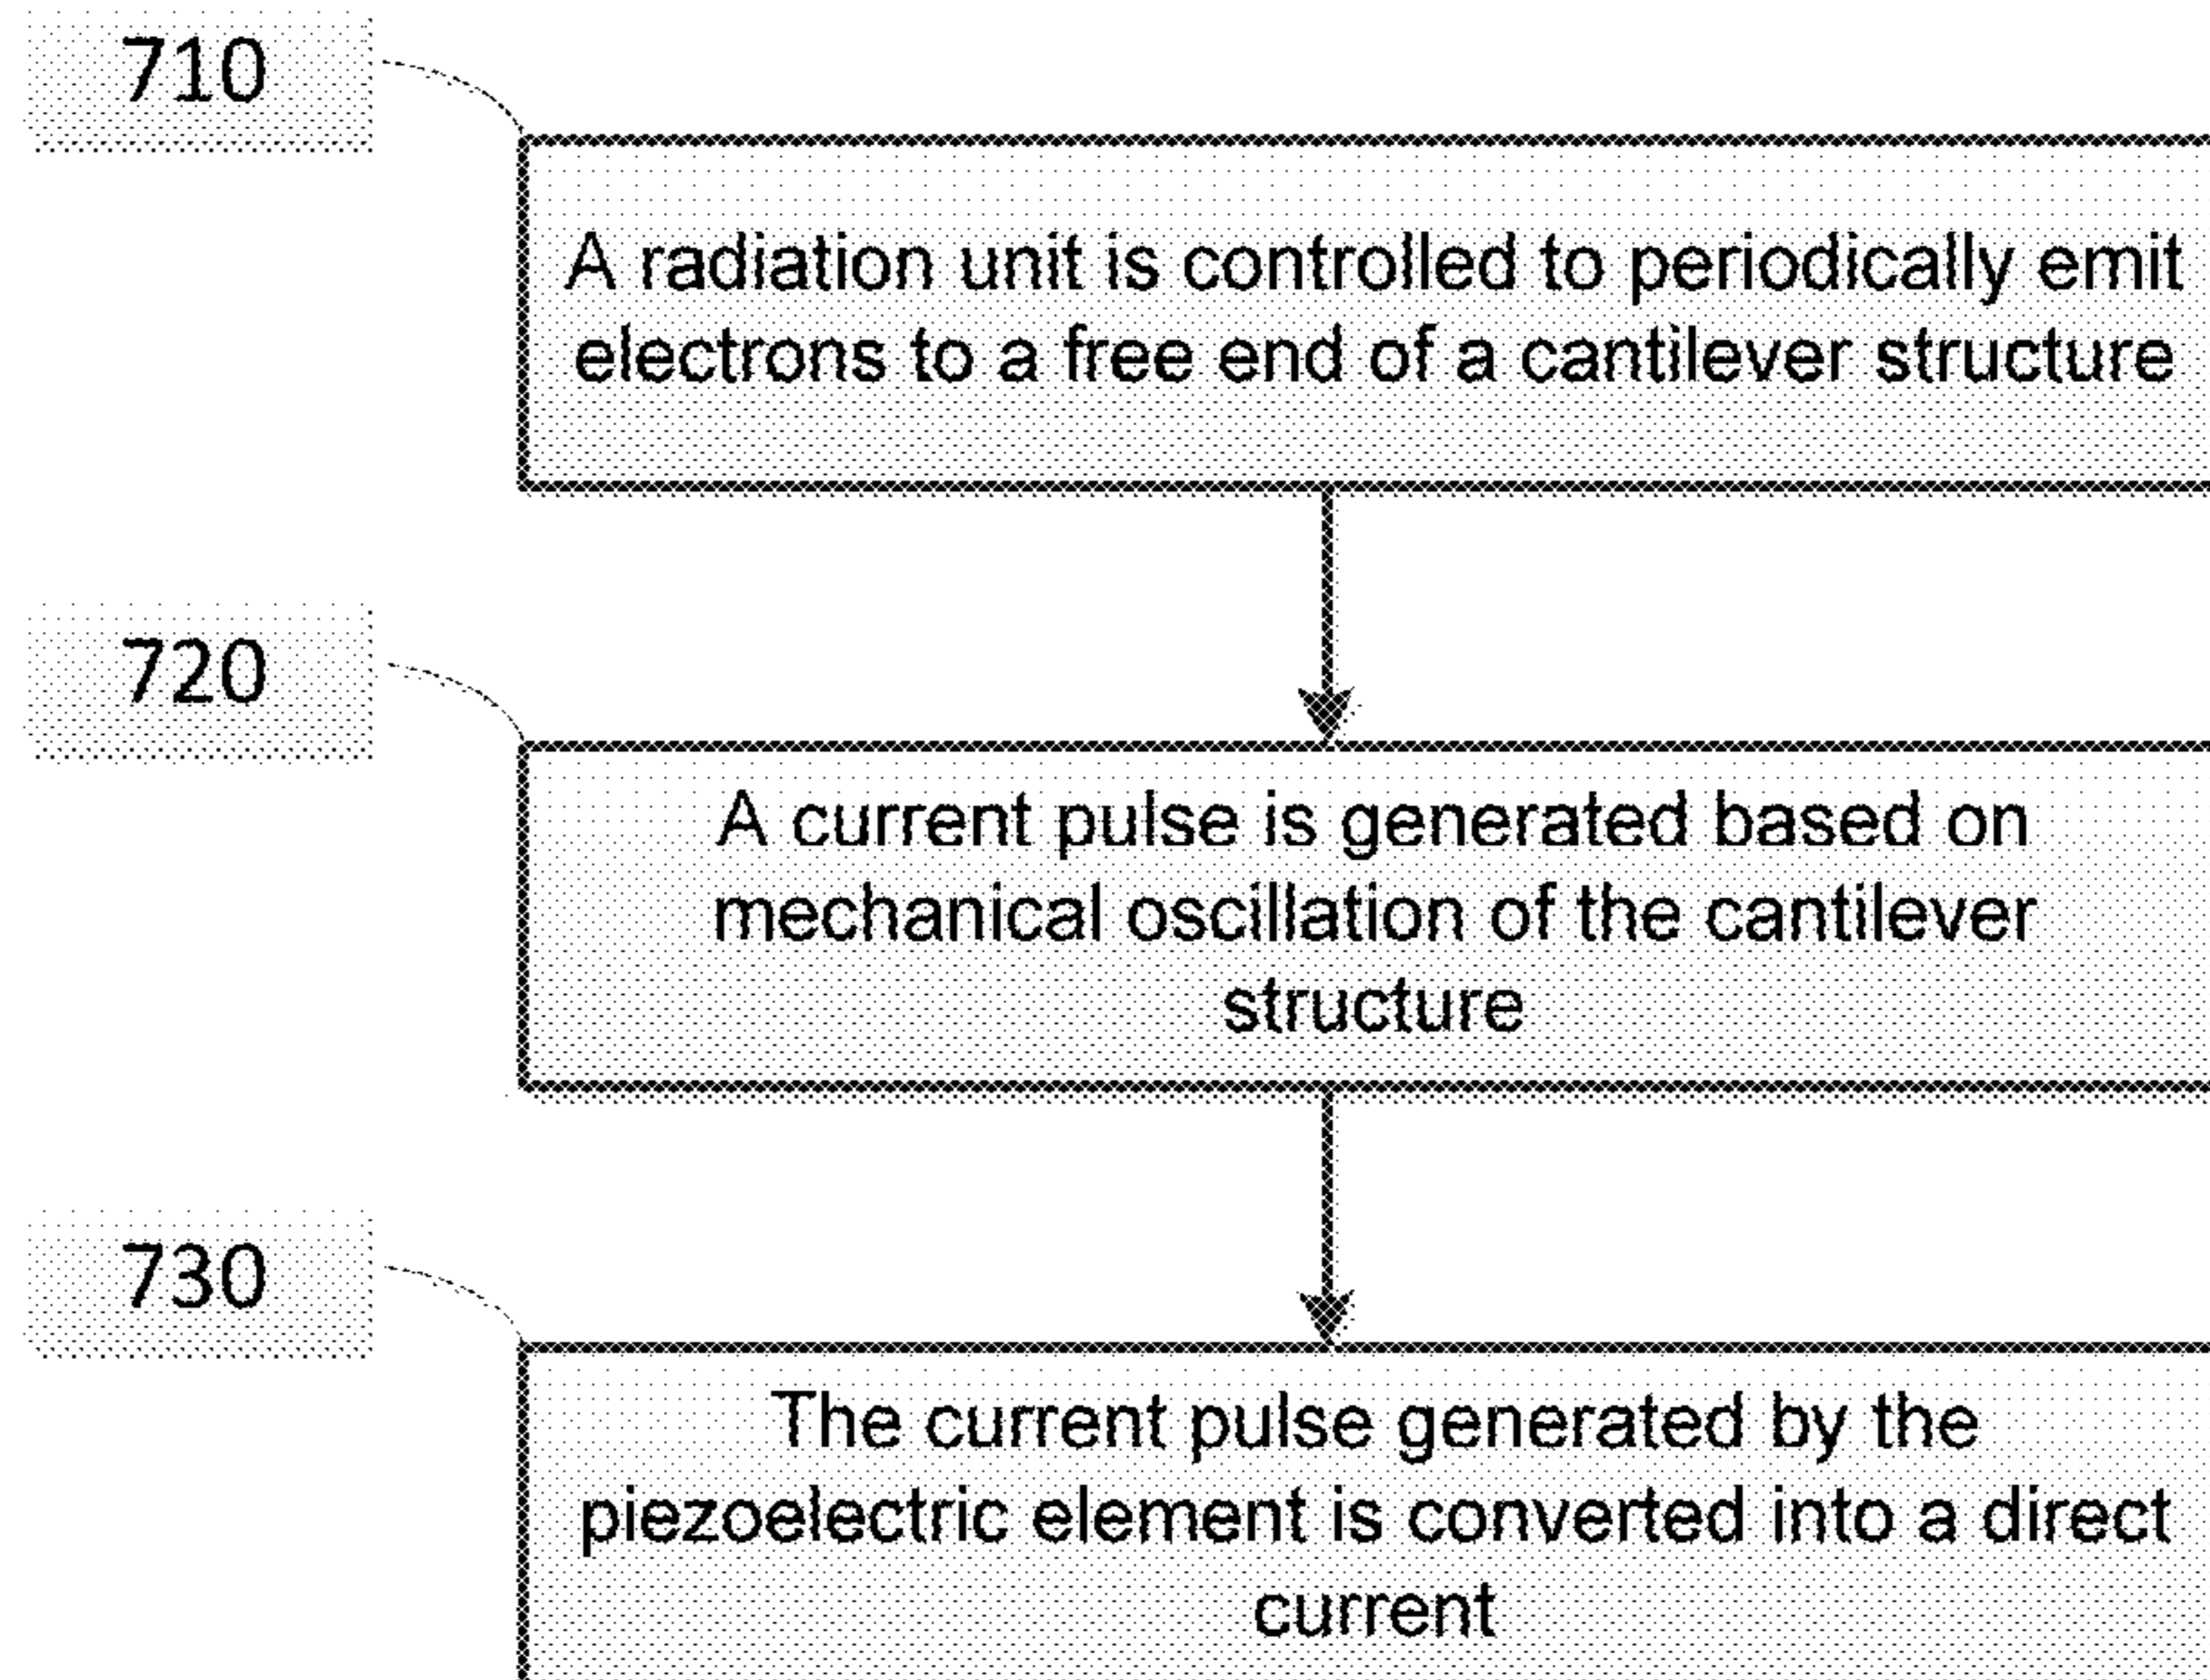 710
A radiation unit is controlled to periodically emit
electrons to a free end of a cantilever structure
720
A current pulse is generated based on
mechanical oscillation of the cantilever
structure
730
The current pulse generated by the
piezoelectric element is converted into a direct
current